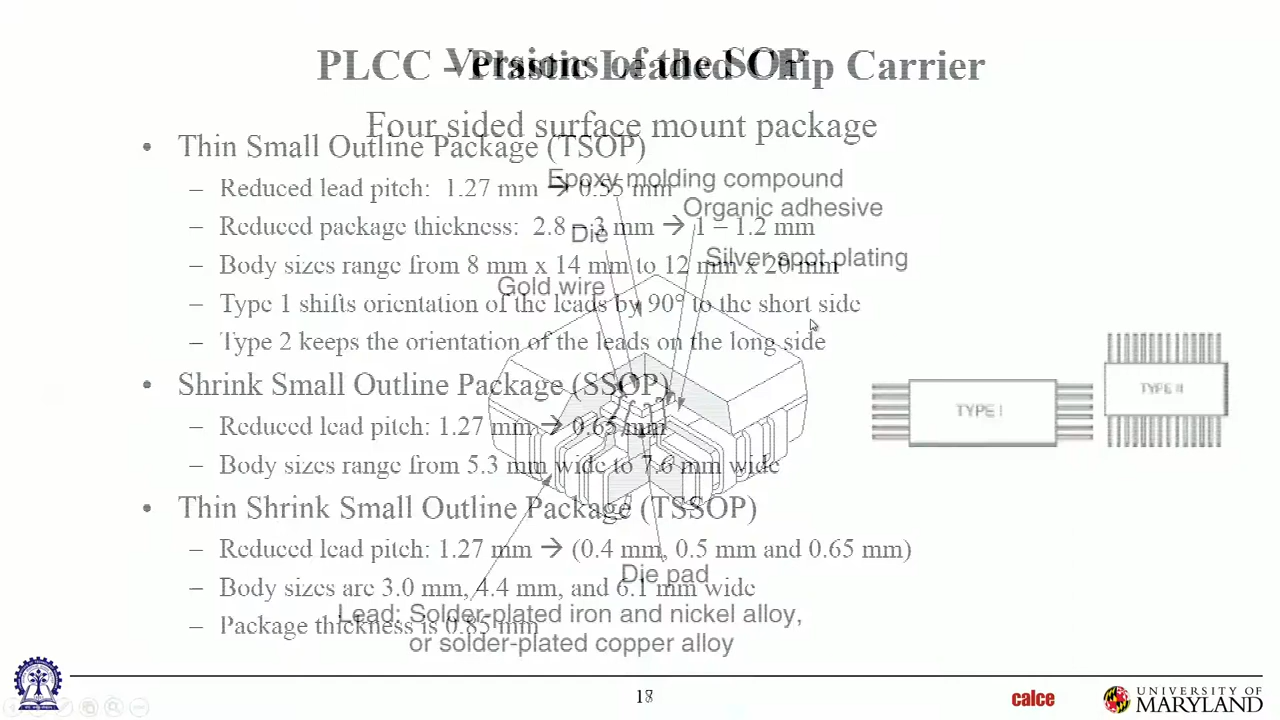 PLCC – Plastic Leaded Chip Carrier
Versions of the SOP
Four sided surface mount package
• Thin Small Outline Package (TSOP)
– Reduced lead pitch: 1.27 mm → 0.55 mm
Epoxy molding compound
Organic adhesive
– Reduced package thickness: 2.8 – 3 mm → 1 – 1.2 mm
Die
Silver spot plating
– Body sizes range from 8 mm x 14 mm to 12 mm x 20 mm
Gold wire
– Type 1 shifts orientation of the leads by 90° to the short side
– Type 2 keeps the orientation of the leads on the long side
• Shrink Small Outline Package (SSOP)
TYPE I
TYPE II
– Reduced lead pitch: 1.27 mm → 0.65 mm
– Body sizes range from 5.3 mm wide to 7.6 mm wide
• Thin Shrink Small Outline Package (TSSOP)
– Reduced lead pitch: 1.27 mm → (0.4 mm, 0.5 mm and 0.65 mm)
Die pad
– Body sizes are 3.0 mm, 4.4 mm, and 6.1 mm wide
Lead: Solder-plated iron and nickel alloy,
or solder-plated copper alloy
– Package thickness is 0.85 mm
calce
UNIVERSITY OF
MARYLAND